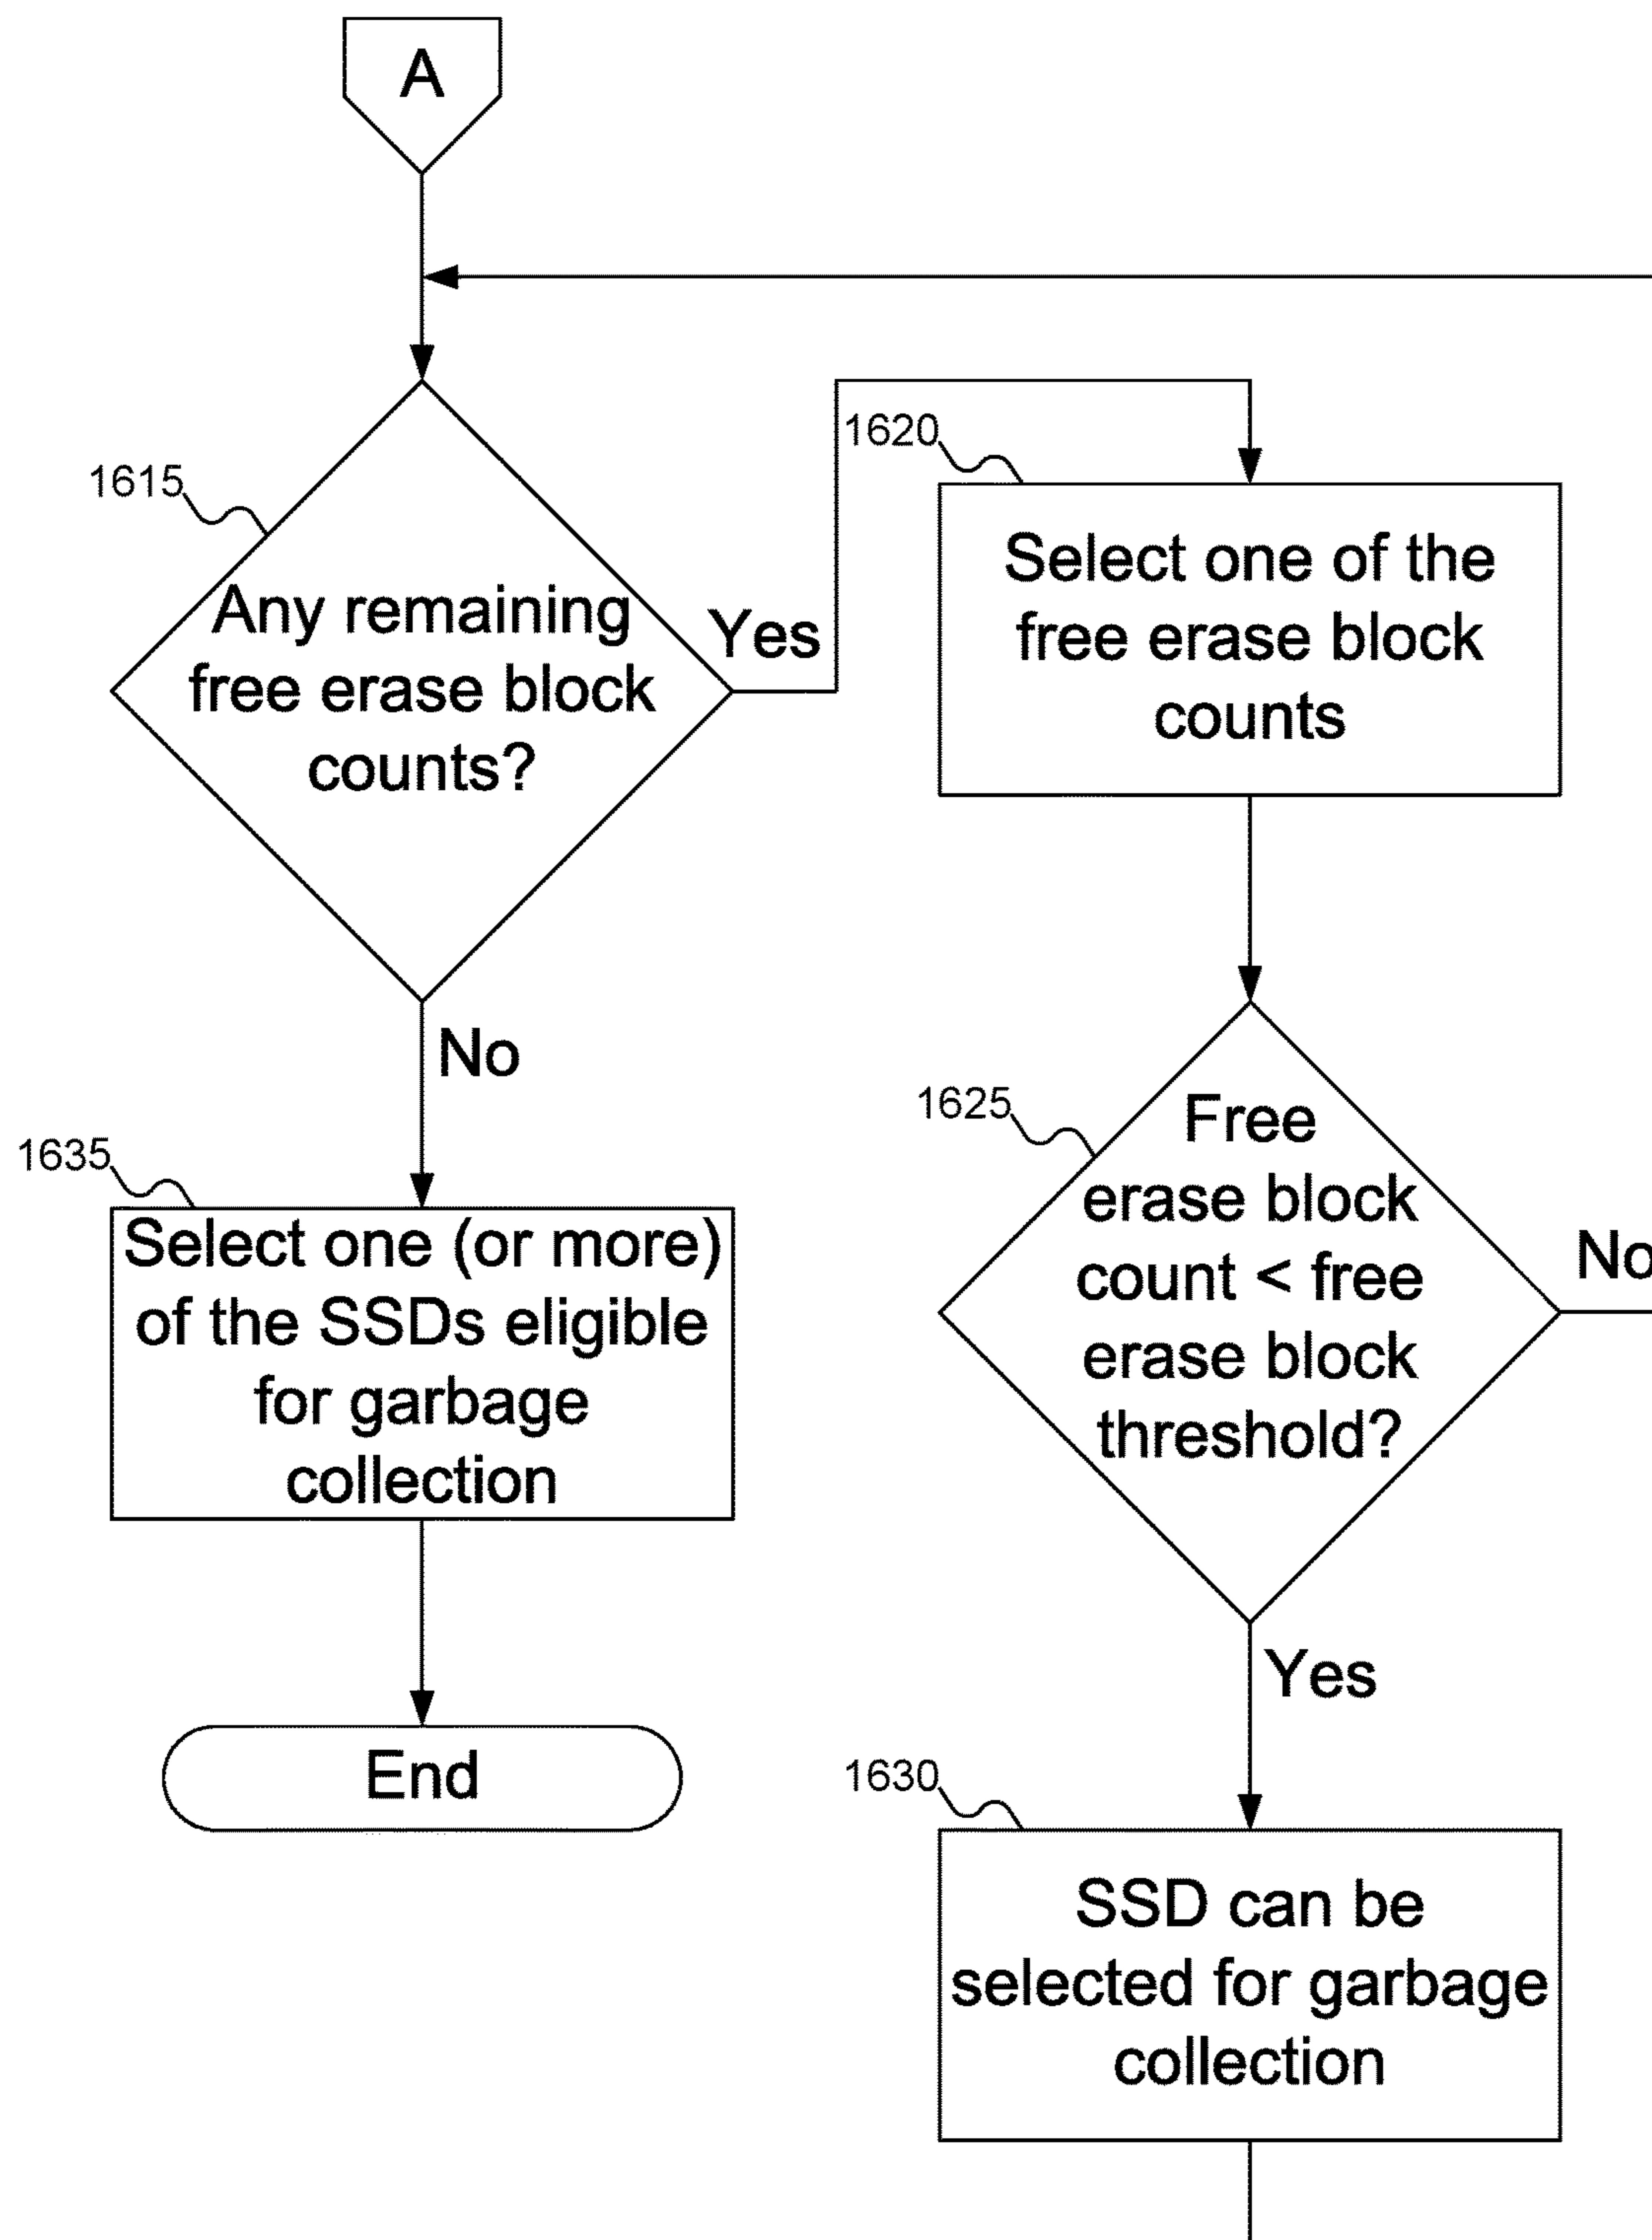 A
1615
Any remaining
free erase block
counts?
Yes
No
1620
Select one of the
free erase block
counts
1625
Free
erase block
count < free
erase block
threshold?
No
Yes
1635
Select one (or more)
of the SSDs eligible
for garbage
collection
End
1630
SSD can be
selected for garbage
collection